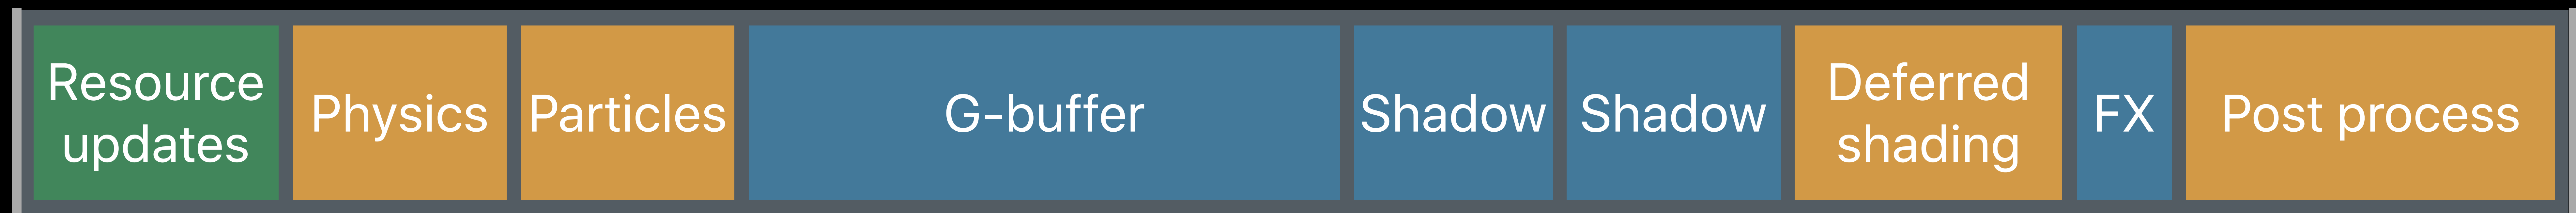 Resource
updates
Physics
Particles
G-buffer
Shadow
Shadow
Deferred
shading
FX
Post process